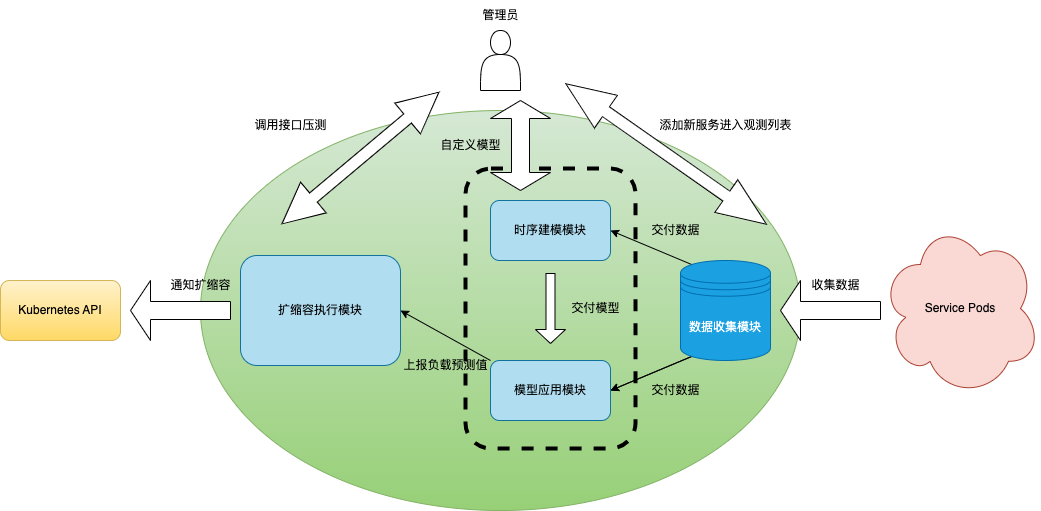 管理员
调用接口压测
添加新服务进入观测列表
自定义模型
时序建模模块
交付数据
通知扩缩容
收集数据
Kubernetes API
扩缩容执行模块
交付模型
数据收集模块
Service Pods
上报负载预测值
模型应用模块
交付数据